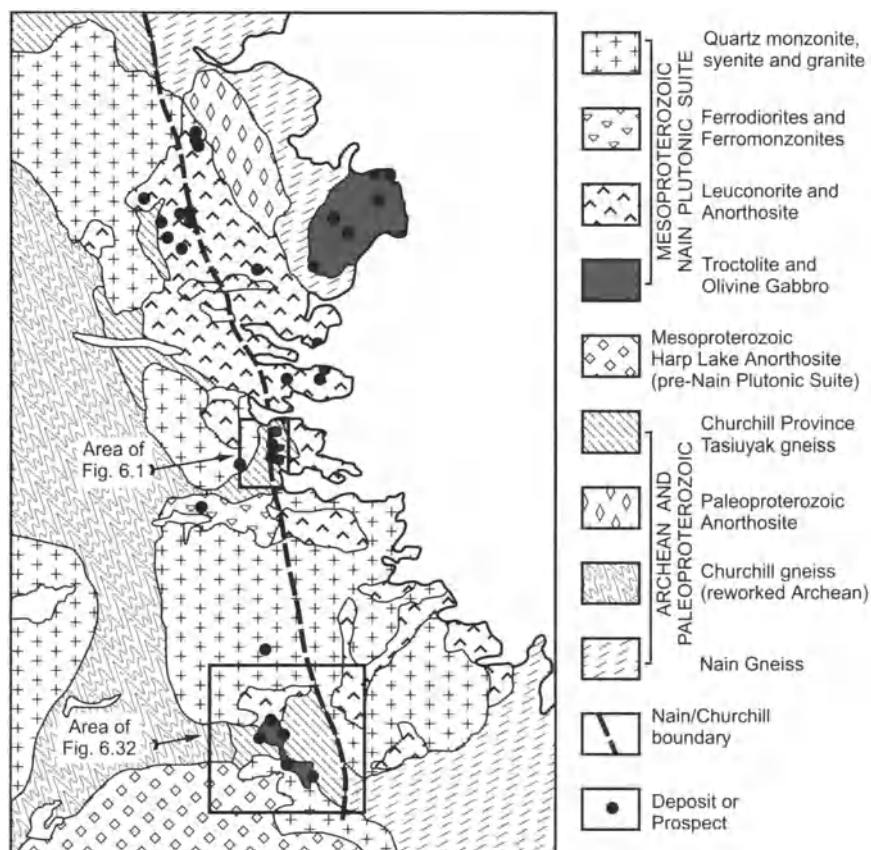 Area of
Fig. 6.1
Area of
Fig. 6.32
MESOPROTEROZOIC
NAIN PLUTONIC SUITE
Quartz monzonite,
syenite and granite
Ferrodiorites and
Ferromonzonites
Leuconorite and
Anorthosite
Troctolite and
Olivine Gabbro
Mesoproterozoic
Harp Lake Anorthosite
(pre-Nain Plutonic Suite)
ARCHEAN AND
PALEOPROTEROZOIC
Churchill Province
Tasiuyak gneiss
Paleoproterozoic
Anorthosite
Churchill gneiss
(reworked Archean)
Nain Gneiss
Nain/Churchill
boundary
Deposit or
Prospect